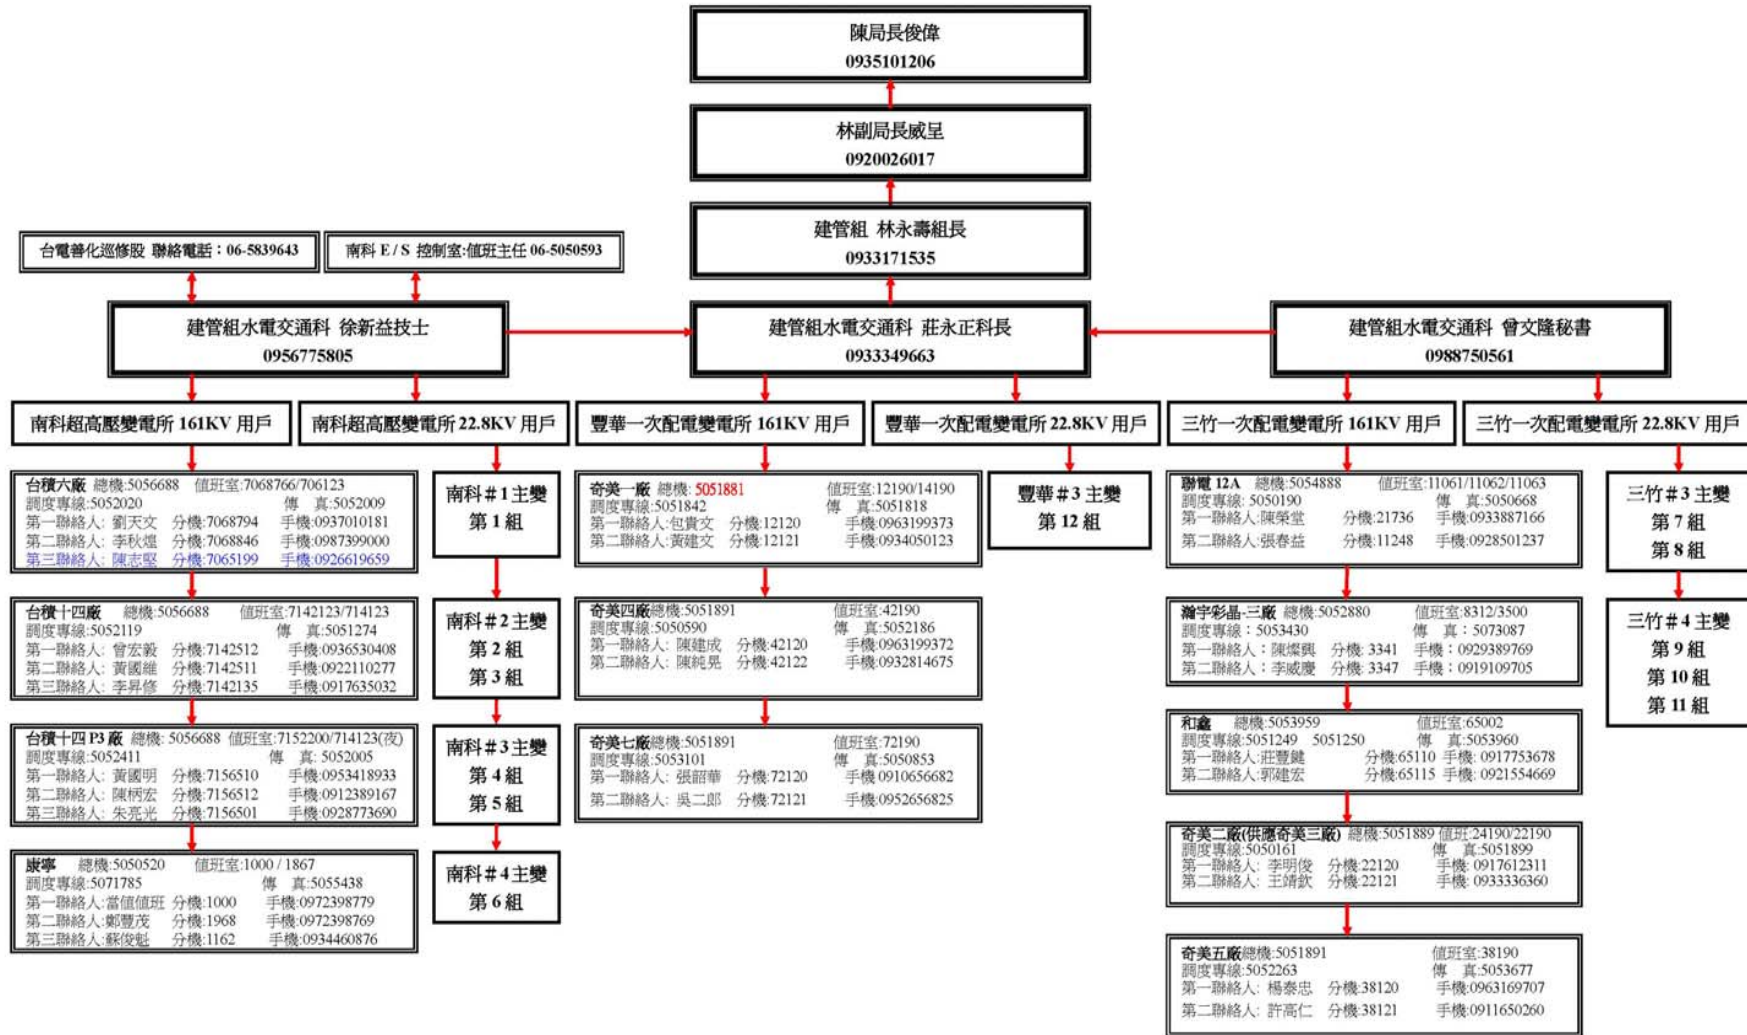 陳局長俊偉
0935101206
林副局長威呈
0920026017
建管組 林永壽組長
0933171535
台電善化巡修股 聯絡電話：06-5839643
南科 E / S 控制室:值班主任 06-5050593
建管組水電交通科 徐新益技士
0956775805
建管組水電交通科 莊永正科長
0933349663
建管組水電交通科 曾文隆秘書
0988750561
南科超高壓變電所 161KV 用戶
南科超高壓變電所 22.8KV 用戶
豐華一次配電變電所 161KV 用戶
豐華一次配電變電所 22.8KV 用戶
三竹一次配電變電所 161KV 用戶
三竹一次配電變電所 22.8KV 用戶
台積六廠 總機:5056688 值班室:7068766/706123
調度專線:5052020 傳 真:5052009
第一聯絡人: 劉天文 分機:7068794 手機:0937010181
第二聯絡人: 李秋煌 分機:7068846 手機:0987399000
第三聯絡人: 陳志堅 分機:7065199 手機:0926619659
台積十四廠 總機:5056688 值班室:7142123/714123
調度專線:5052119 傳 真:5051274
第一聯絡人: 曾宏毅 分機:7142512 手機:0936530408
第二聯絡人: 黃國維 分機:7142511 手機:0922110277
第三聯絡人: 李昇修 分機:7142135 手機:0917635032
台積十四 P3 廠 總機: 5056688 值班室:7152200/714123(夜)
調度專線:5052411 傳 真: 5052005
第一聯絡人: 黃國明 分機:7156510 手機:0953418933
第二聯絡人: 陳柄宏 分機:7156512 手機:0912389167
第三聯絡人: 朱亮光 分機:7156501 手機:0928773690
康寧 總機:5050520 值班室:1000 / 1867
調度專線:5071785 傳 真:5055438
第一聯絡人:當值值班 分機:1000 手機:0972398779
第二聯絡人:鄭豐茂 分機:1968 手機:0972398769
第三聯絡人:蘇俊魁 分機:1162 手機:0934460876
南科＃1 主變
第 1 組
南科＃2 主變
第 2 組
第 3 組
南科＃3 主變
第 4 組
第 5 組
南科＃4 主變
第 6 組
奇美一廠 總機: 5051881 值班室:12190/14190
調度專線:5051842 傳 真:5051818
第一聯絡人:包貴文 分機:12120 手機:0963199373
第二聯絡人:黃建文 分機:12121 手機:0934050123
奇美四廠總機:5051891 值班室:42190
調度專線:5050590 傳 真:5052186
第一聯絡人: 陳建成 分機:42120 手機:0963199372
第二聯絡人: 陳純晃 分機:42122 手機:0932814675
奇美七廠總機:5051891 值班室:72190
調度專線:5053101 傳 真:5050853
第一聯絡人: 張韶華 分機:72120 手機:0910656682
第二聯絡人: 吳二郎 分機:72121 手機:0952656825
豐華＃3 主變
第 12 組
聯電 12A 總機:5054888 值班室:11061/11062/11063
調度專線: 5050190 傳 真:5050668
第一聯絡人:陳榮堂 分機:21736 手機:0933887166
第二聯絡人:張春益 分機:11248 手機:0928501237
瀚宇彩晶-三廠 總機:5052880 值班室:8312/3500
調度專線：5053430 傳 真：5073087
第一聯絡人：陳燦興 分機: 3341 手機：0929389769
第二聯絡人：李威慶 分機: 3347 手機：0919109705
和鑫 總機:5053959 值班室:65002
調度專線:5051249 5051250 傳 真:5053960
第一聯絡人:莊豐鍵 分機:65110 手機: 0917753678
第二聯絡人:郭建宏 分機:65115 手機: 0921554669
奇美二廠(供應奇美三廠) 總機:5051889 值班:24190/22190
調度專線:5050161 傳 真:5051899
第一聯絡人: 李明俊 分機:22120 手機: 0917612311
第二聯絡人: 王靖欽 分機:22121 手機: 0933336360
奇美五廠總機:5051891 值班室:38190
調度專線:5052263 傳 真:5053677
第一聯絡人: 楊泰忠 分機:38120 手機:0963169707
第二聯絡人: 許高仁 分機:38121 手機:0911650260
三竹＃3 主變
第 7 組
第 8 組
三竹＃4 主變
第 9 組
第 10 組
第 11 組